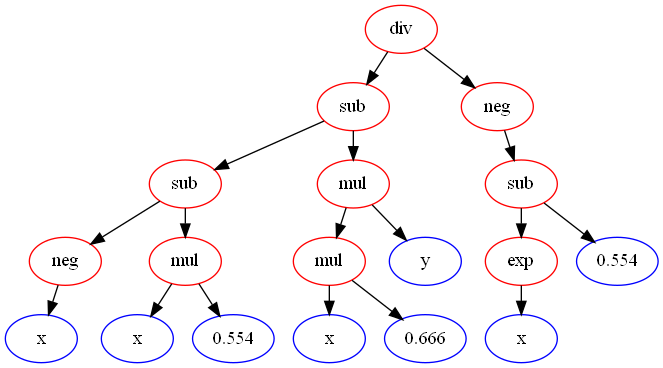 div
sub neg
sub mul sub
neg mul mul y exp 0.554
x x 0.554 x 0.666 x